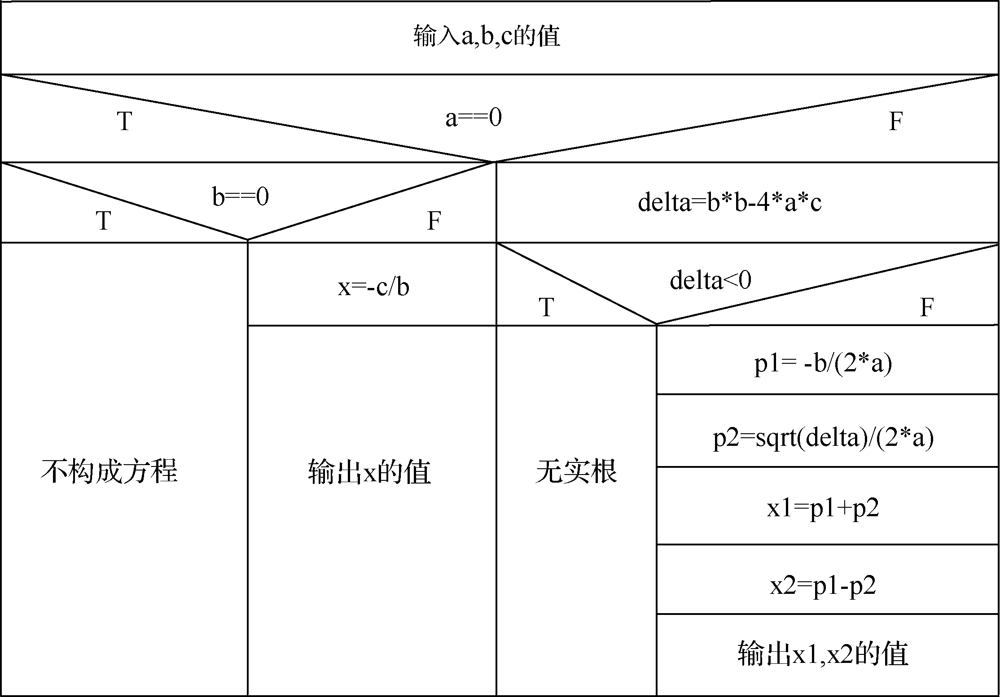 输入a,b,c的值
T
a==0
F
b==0
T
F
delta=b*b-4*a*c
x=-c/b
delta<0
T
F
p1= -b/(2*a)
p2=sqrt(delta)/(2*a)
不构成方程
输出x的值
无实根
x1=p1+p2
x2=p1-p2
输出x1,x2的值